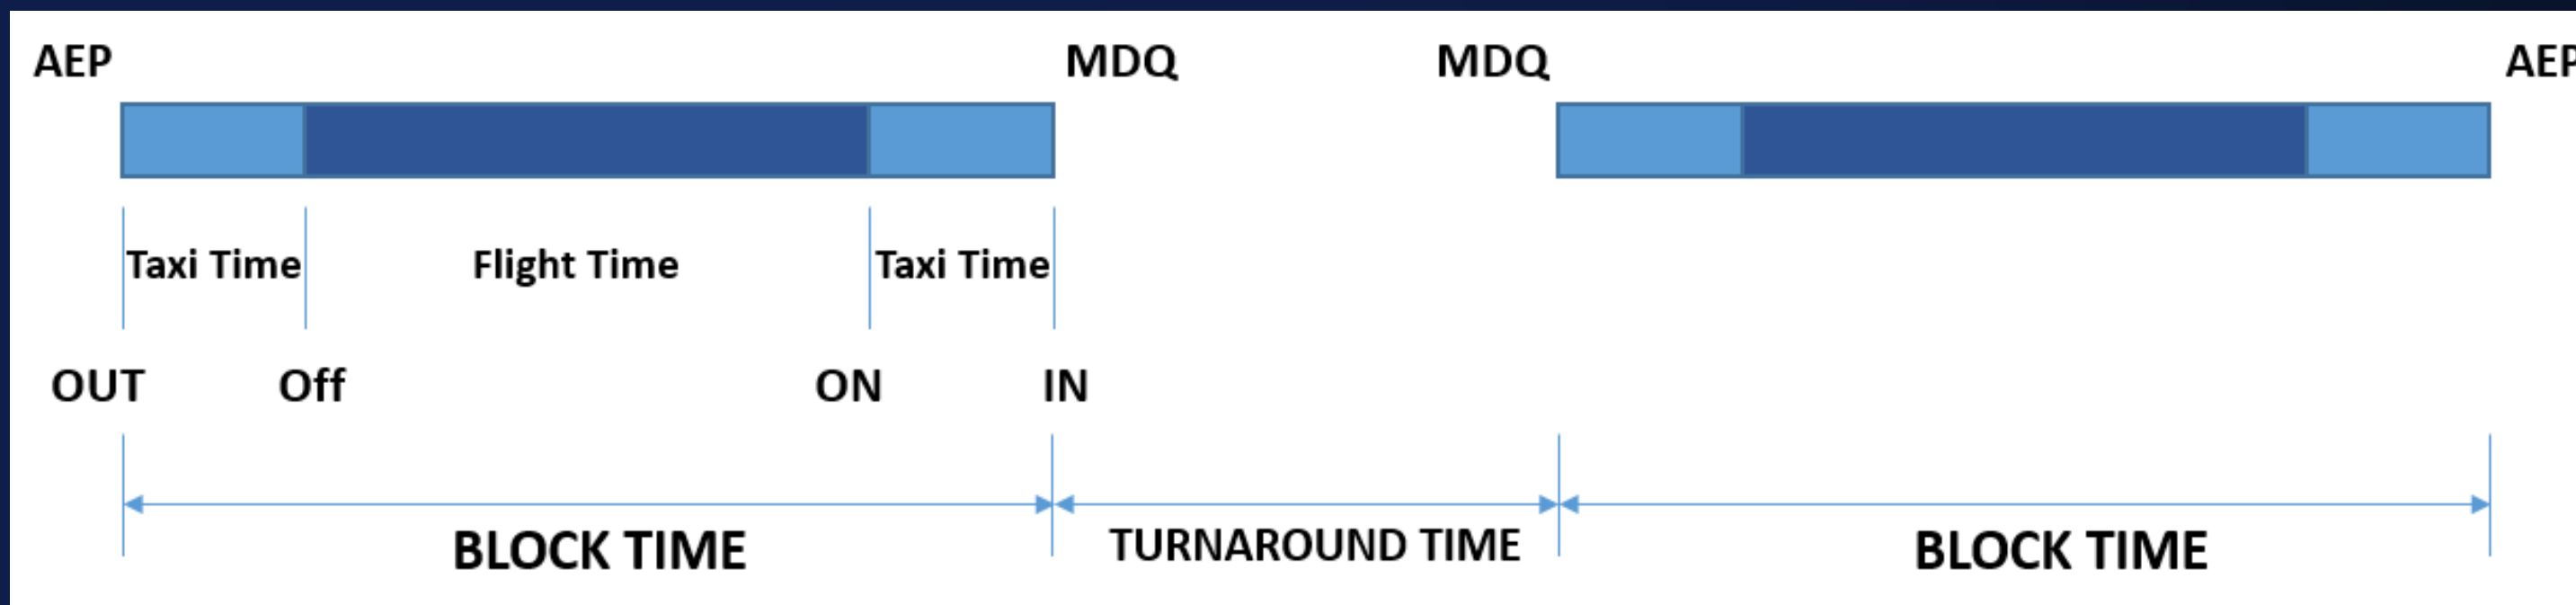 AEP MDQ MDQ AEP
Taxi Time Flight Time Taxi Time
OUT Off ON IN
BLOCK TIME TURNAROUND TIME BLOCK TIME